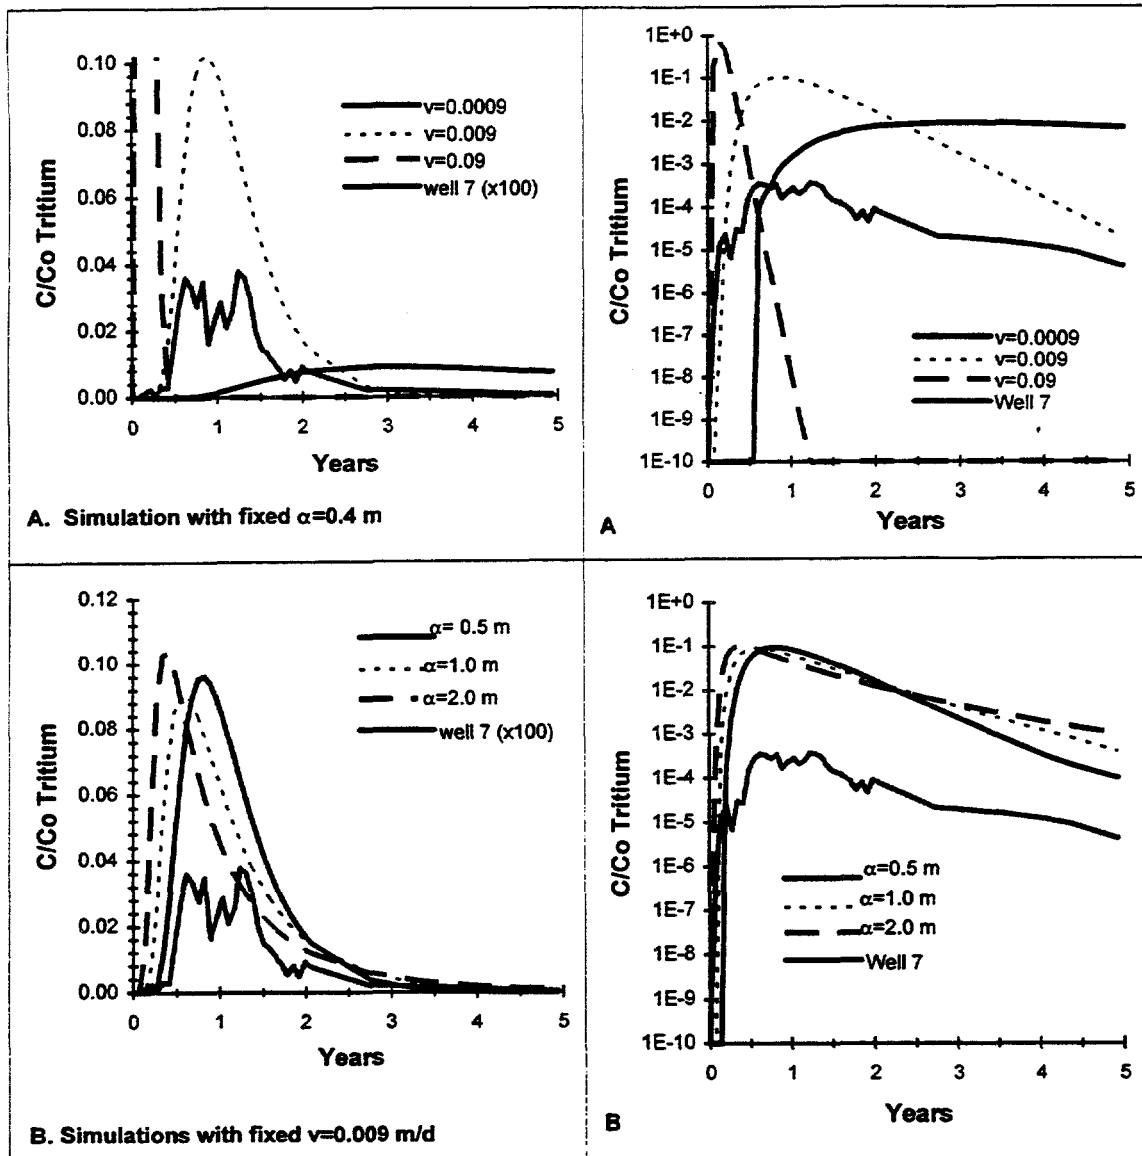 C/Co Tritium
0.10
0.08
0.06
0.04
0.02
0.00
0 1 2 3 4 5
Years
v=0.0009
v=0.009
v=0.09
well 7 (x100)
A. Simulation with fixed α=0.4 m
C/Co Tritium
1E+0
1E-1
1E-2
1E-3
1E-4
1E-5
1E-6
1E-7
1E-8
1E-9
1E-10
0 1 2 3 4 5
Years
v=0.0009
v=0.009
v=0.09
Well 7
A
C/Co Tritium
0.12
0.10
0.08
0.06
0.04
0.02
0.00
0 1 2 3 4 5
Years
α= 0.5 m
α=1.0 m
α=2.0 m
well 7 (x100)
B. Simulations with fixed v=0.009 m/d
C/Co Tritium
1E+0
1E-1
1E-2
1E-3
1E-4
1E-5
1E-6
1E-7
1E-8
1E-9
1E-10
0 1 2 3 4 5
Years
α=0.5 m
α=1.0 m
α=2.0 m
Well 7
B